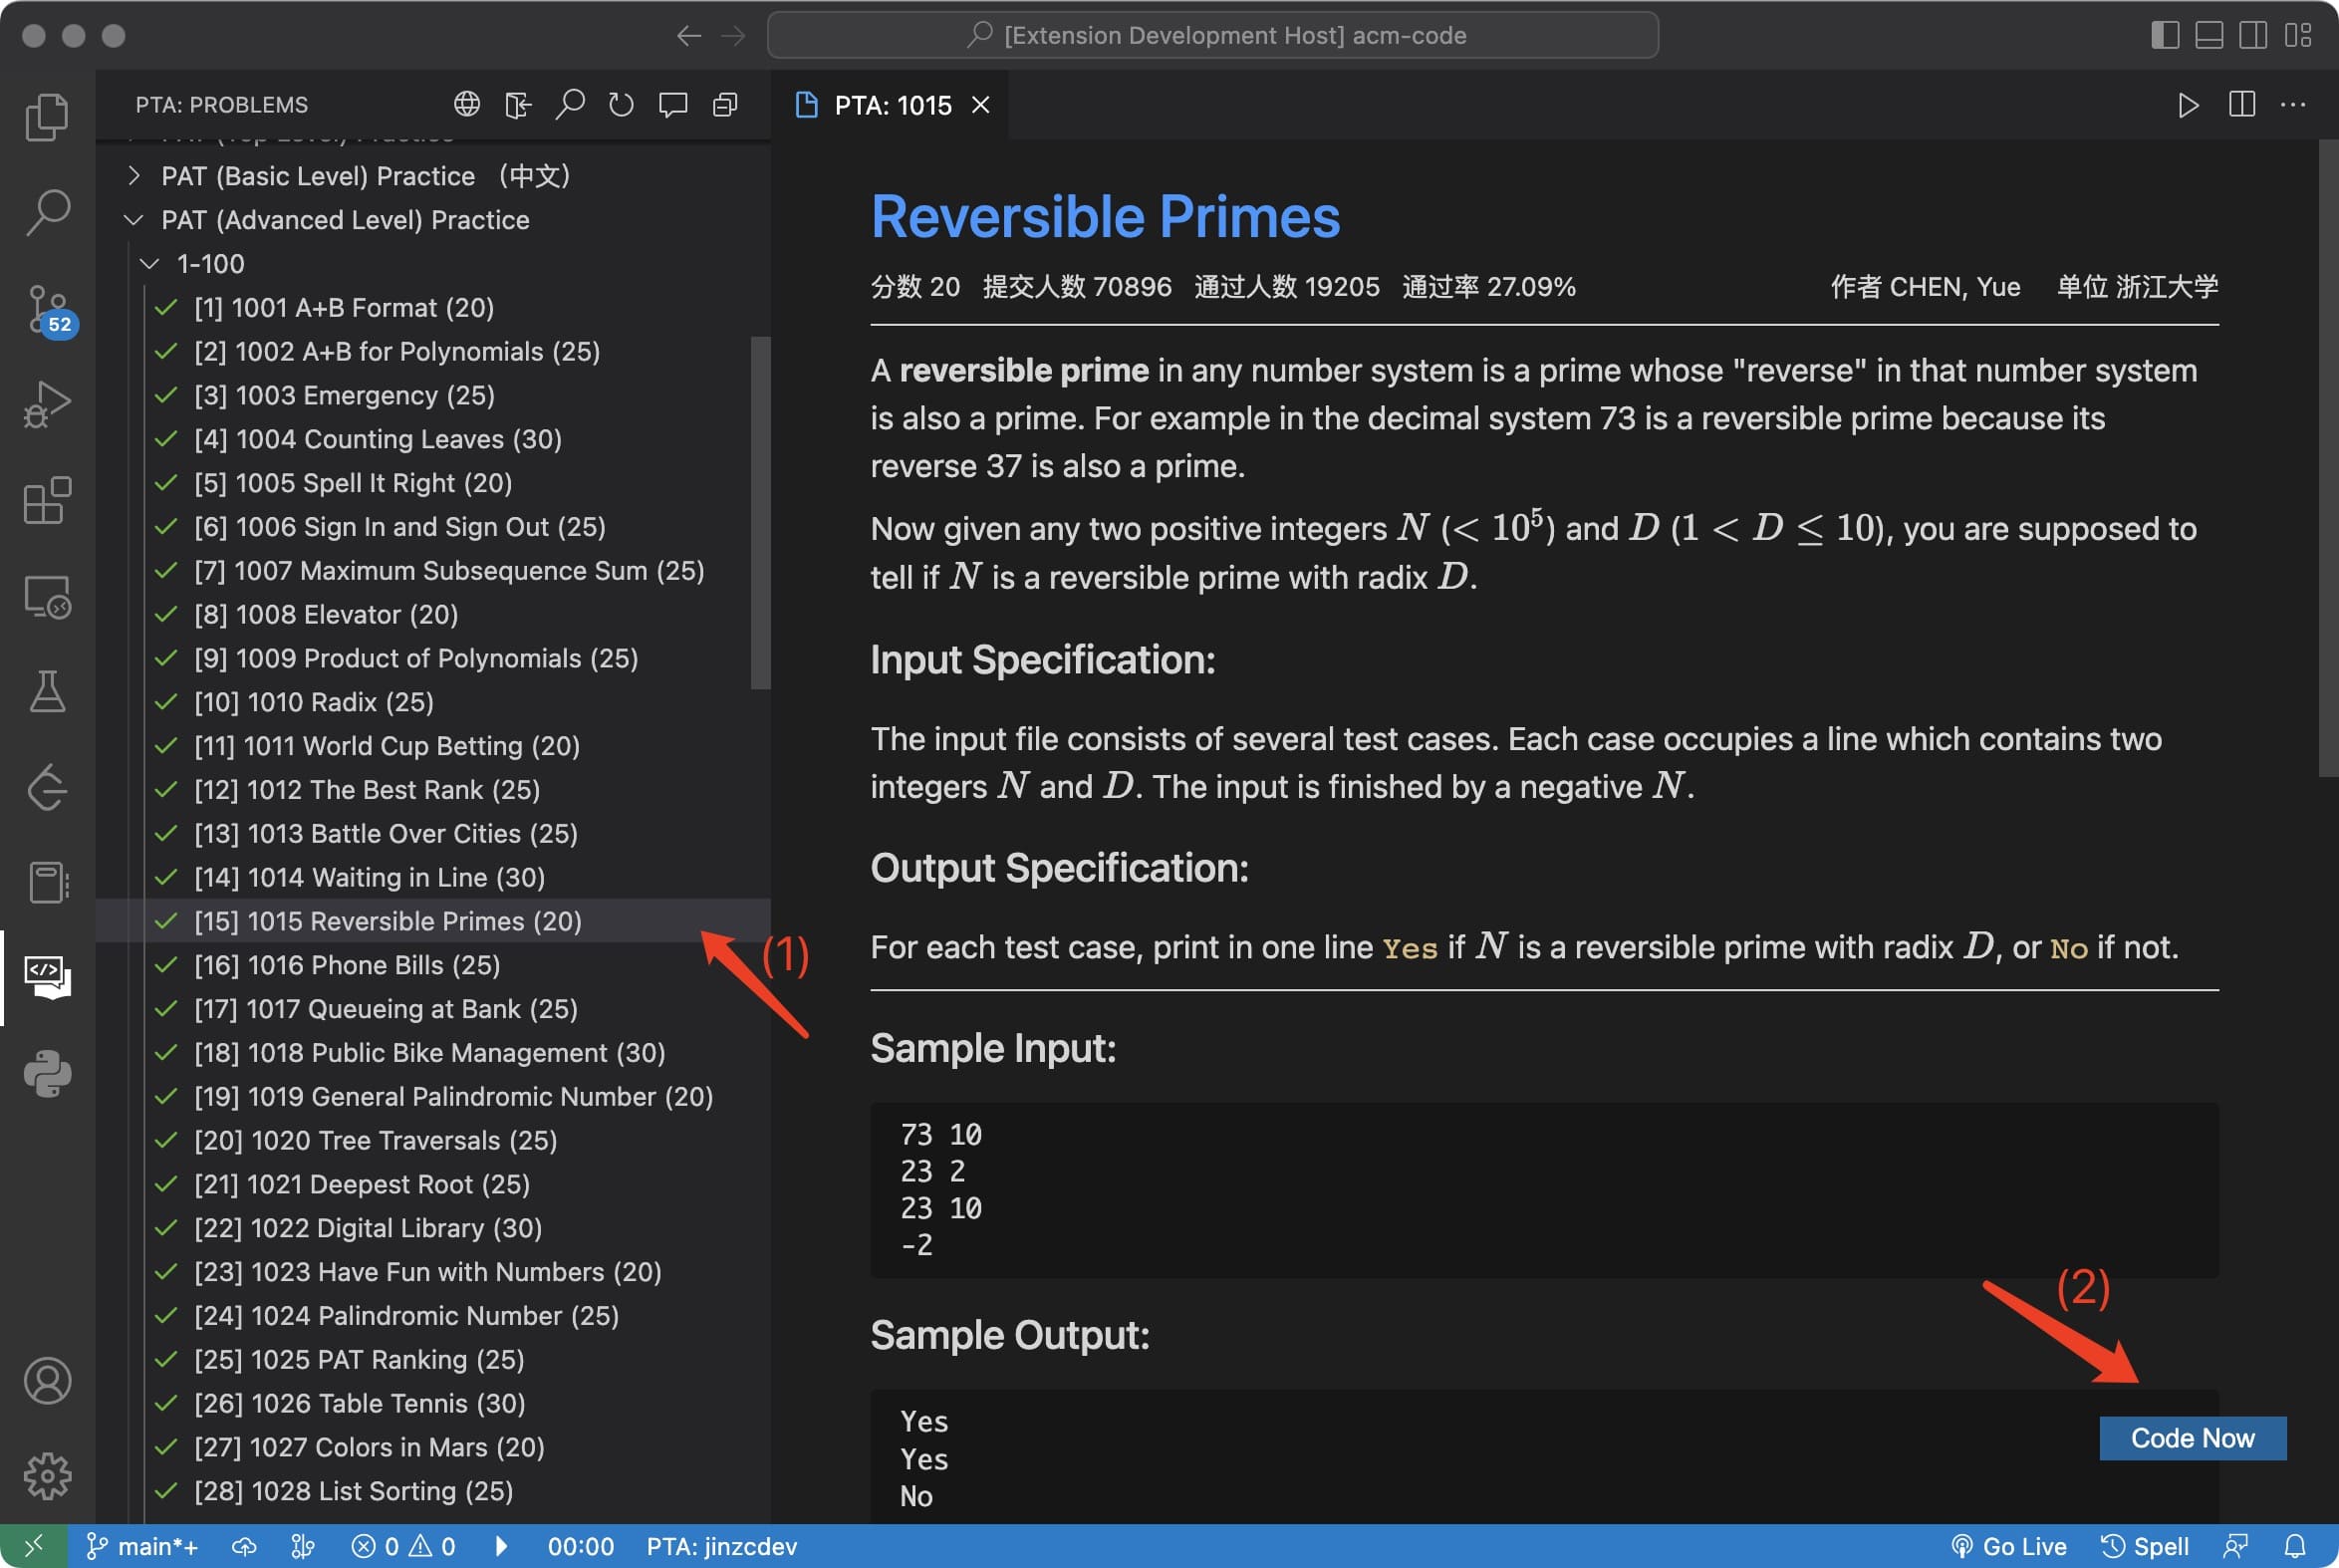 [Extension Development Host] acm-code
PTA: PROBLEMS
PTA: 1015
PAT (Top Level) Practice
PAT (Basic Level) Practice （中文）
PAT (Advanced Level) Practice
1-100
[1] 1001 A+B Format (20)
[2] 1002 A+B for Polynomials (25)
[3] 1003 Emergency (25)
[4] 1004 Counting Leaves (30)
[5] 1005 Spell It Right (20)
[6] 1006 Sign In and Sign Out (25)
[7] 1007 Maximum Subsequence Sum (25)
[8] 1008 Elevator (20)
[9] 1009 Product of Polynomials (25)
[10] 1010 Radix (25)
[11] 1011 World Cup Betting (20)
[12] 1012 The Best Rank (25)
[13] 1013 Battle Over Cities (25)
[14] 1014 Waiting in Line (30)
[15] 1015 Reversible Primes (20)
[16] 1016 Phone Bills (25)
[17] 1017 Queueing at Bank (25)
[18] 1018 Public Bike Management (30)
[19] 1019 General Palindromic Number (20)
[20] 1020 Tree Traversals (25)
[21] 1021 Deepest Root (25)
[22] 1022 Digital Library (30)
[23] 1023 Have Fun with Numbers (20)
[24] 1024 Palindromic Number (25)
[25] 1025 PAT Ranking (25)
[26] 1026 Table Tennis (30)
[27] 1027 Colors in Mars (20)
[28] 1028 List Sorting (25)
52
(1)
Reversible Primes
分数 20 提交人数 70896 通过人数 19205 通过率 27.09% 作者 CHEN, Yue 单位 浙江大学
A reversible prime in any number system is a prime whose "reverse" in that number system
is also a prime. For example in the decimal system 73 is a reversible prime because its
reverse 37 is also a prime.
Now given any two positive integers N (< 10⁵) and D (1 < D ≤ 10), you are supposed to
tell if N is a reversible prime with radix D.
Input Specification:
The input file consists of several test cases. Each case occupies a line which contains two
integers N and D. The input is finished by a negative N.
Output Specification:
For each test case, print in one line Yes if N is a reversible prime with radix D, or No if not.
Sample Input:
73 10
23 2
23 10
-2
(2)
Sample Output:
Yes
Yes
No
Code Now
main*+ 0 0 00:00 PTA: jinzcdev Go Live Spell